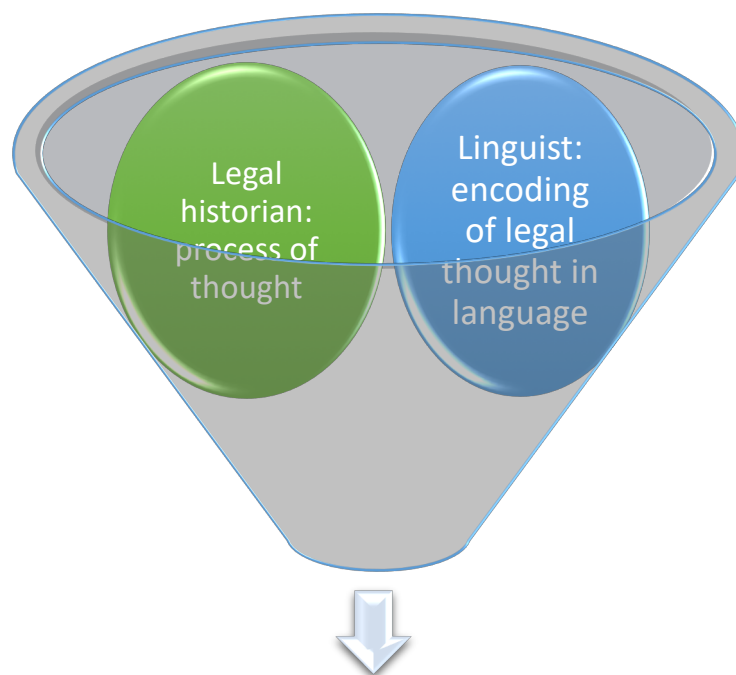 Legal
historian:
process of
thought
Linguist:
encoding
of legal
thought in
language